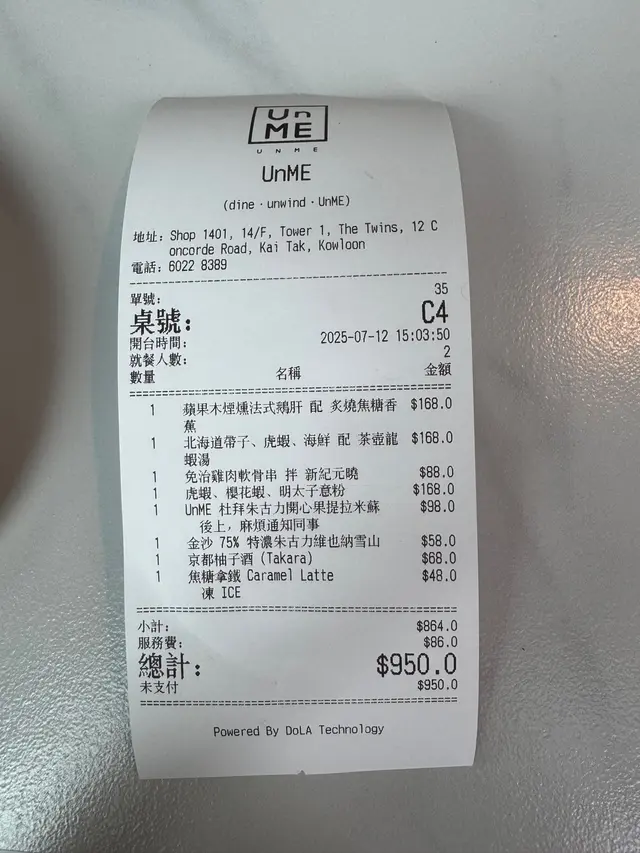 Un
ME
UNME
UnME
(dine · unwind · UnME)
地址: Shop 1401, 14/F, Tower 1, The Twins, 12 C
oncorde Road, Kai Tak, Kowloon
電話: 6022 8389
單號: 35
桌號: C4
開台時間: 2025-07-12 15:03:50
就餐人數: 2
數量 名稱 金額
1 蘋果木煙燻法式鵝肝 配 炙燒焦糖香 $168.0
蕉
1 北海道帶子、虎蝦、海鮮 配 茶壺龍 $168.0
蝦湯
1 免治雞肉軟骨串 拌 新紀元曉 $88.0
1 虎蝦、櫻花蝦、明太子意粉 $168.0
1 UnME 杜拜朱古力開心果提拉米蘇 $98.0
後上，麻煩通知同事
1 金沙 75% 特濃朱古力維也納雪山 $58.0
1 京都柚子酒 (Takara) $68.0
1 焦糖拿鐵 Caramel Latte $48.0
凍 ICE
小計: $864.0
服務費: $86.0
總計: $950.0
未支付 $950.0
Powered By DoLA Technology